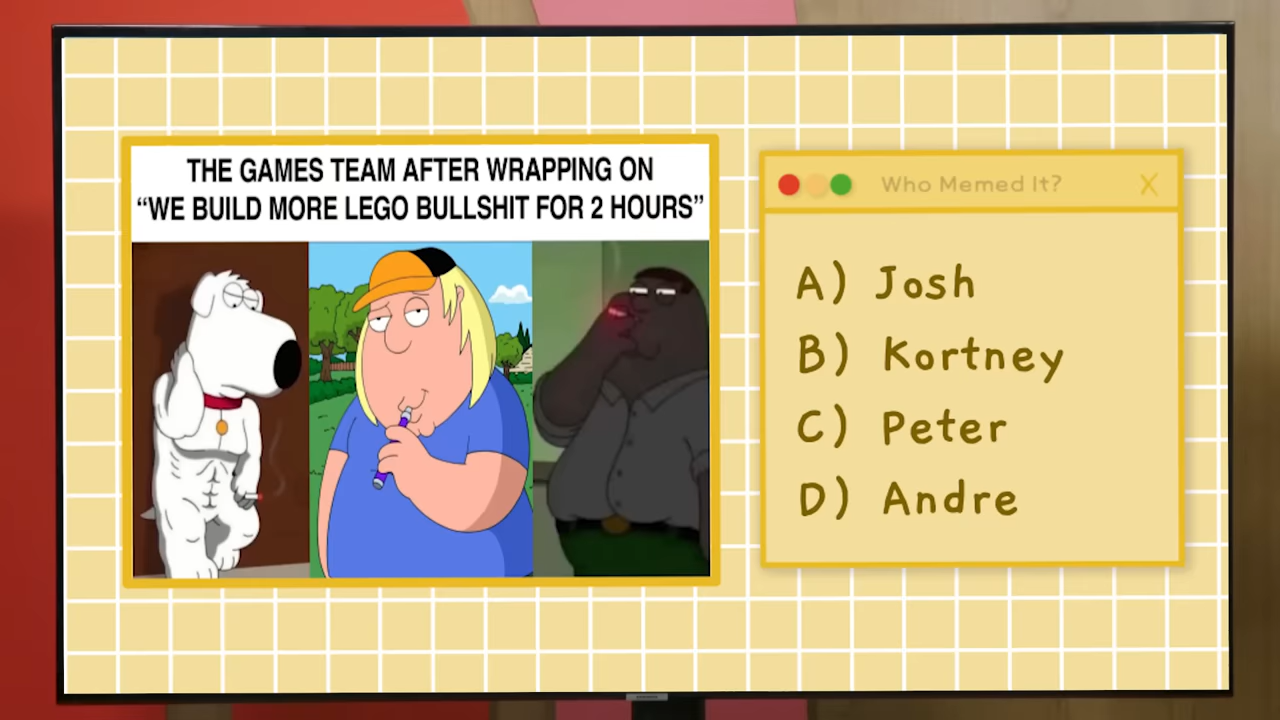 THE GAMES TEAM AFTER WRAPPING ON
“WE BUILD MORE LEGO BULLSHIT FOR 2 HOURS”
Who Memed It?
X
A) Josh
B) Kortney
C) Peter
D) Andre